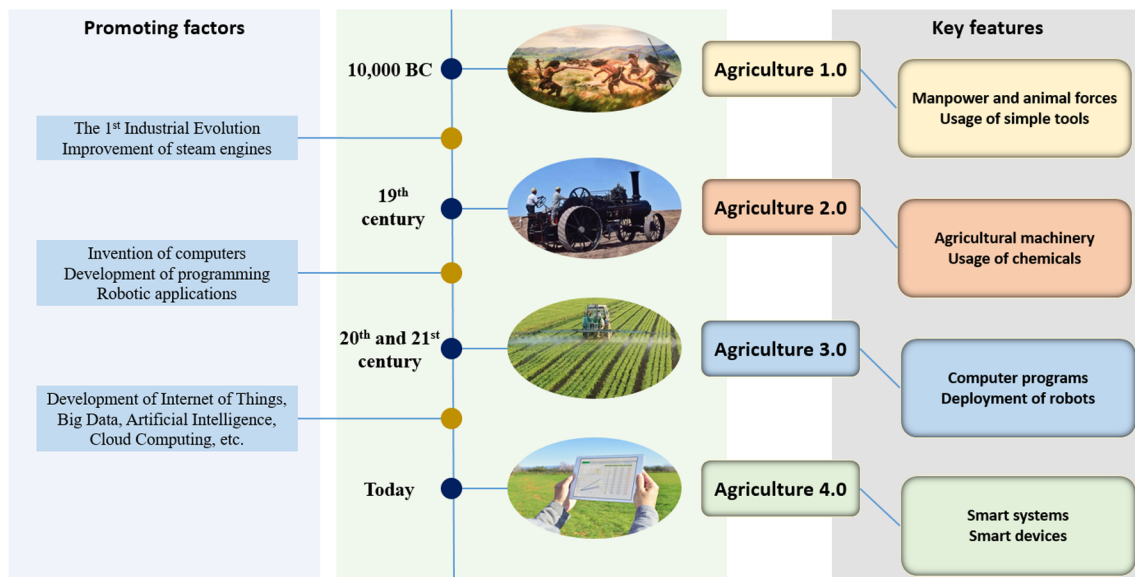 Promoting factors
Key features
10,000 BC
Agriculture 1.0
Manpower and animal forces
Usage of simple tools
The 1st Industrial Evolution
Improvement of steam engines
19th
century
Agriculture 2.0
Agricultural machinery
Usage of chemicals
Invention of computers
Development of programming
Robotic applications
20th and 21st
century
Agriculture 3.0
Computer programs
Deployment of robots
Development of Internet of Things,
Big Data, Artificial Intelligence,
Cloud Computing, etc.
Today
Agriculture 4.0
Smart systems
Smart devices